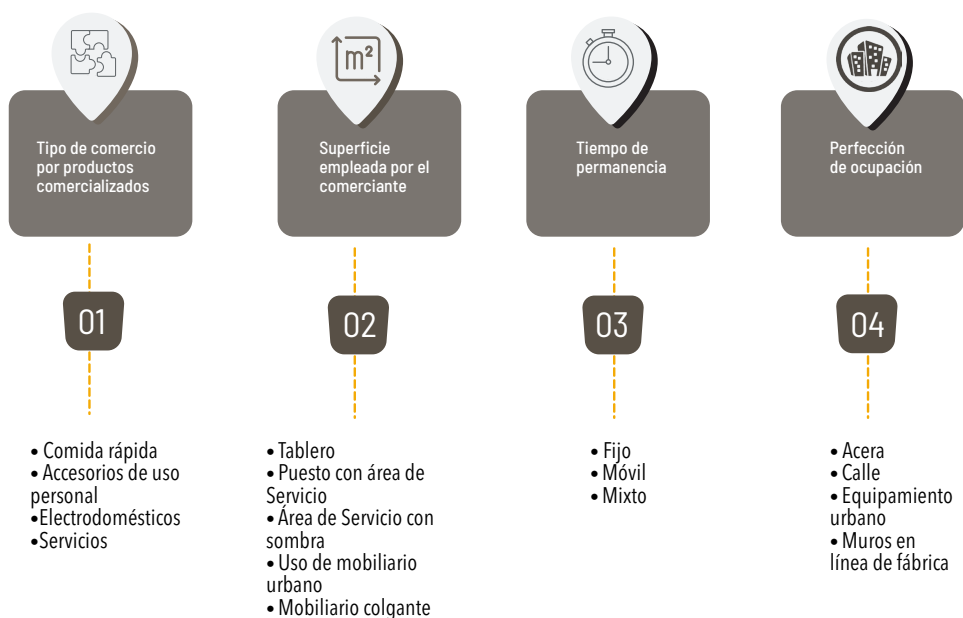 Tipo de comercio
por productos
comercializados
01
• Comida rápida
• Accesorios de uso
personal
•Electrodomésticos
•Servicios
m²
Superficie
empleada por el
comerciante
02
• Tablero
• Puesto con área de
Servicio
• Área de Servicio con
sombra
• Uso de mobiliario
urbano
• Mobiliario colgante
Tiempo de
permanencia
03
• Fijo
• Móvil
• Mixto
Perfección
de ocupación
04
• Acera
• Calle
• Equipamiento
urbano
• Muros en
línea de fábrica